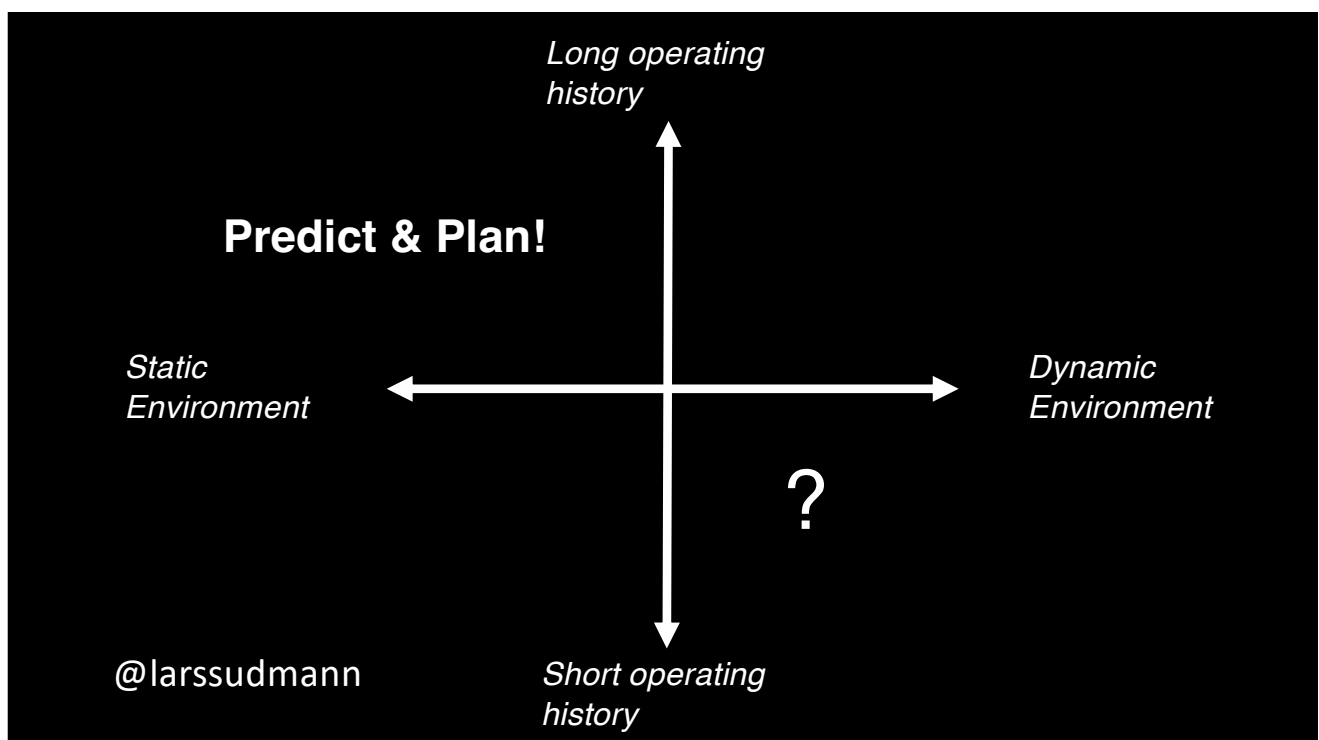 Long operating
history
Predict & Plan!
Static
Environment
Dynamic
Environment
?
@larssudmann
Short operating
history